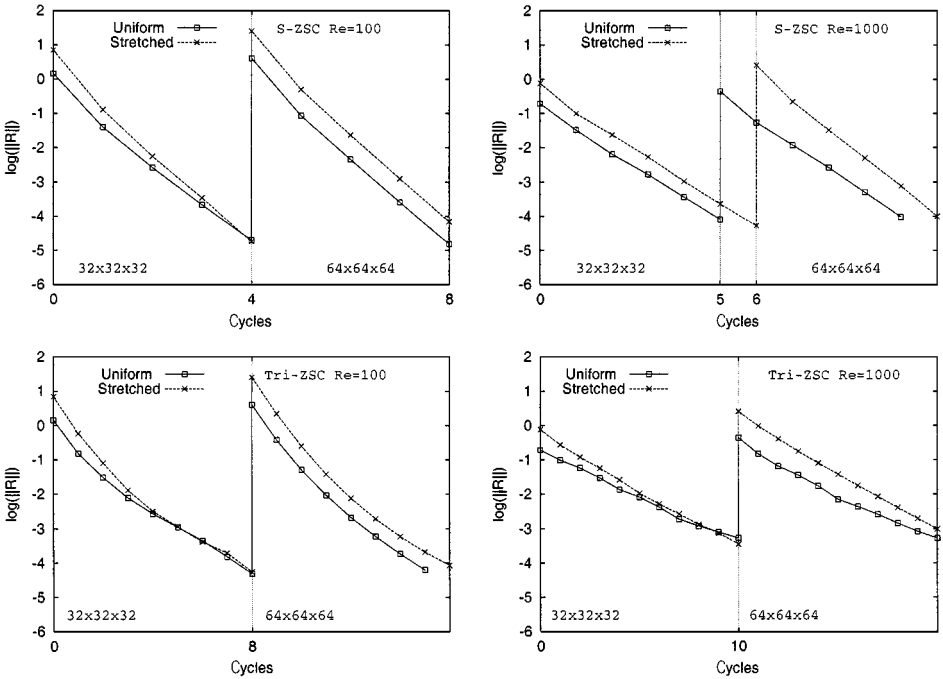 Uniform
Stretched
S-ZSC Re=100
2
1
0
-1
-2
-3
-4
-5
-6
log(||R||)
32x32x32
64x64x64
0
4
8
Cycles
Uniform
Stretched
S-ZSC Re=1000
2
1
0
-1
-2
-3
-4
-5
-6
log(||R||)
32x32x32
64x64x64
0
5
6
Cycles
Uniform
Stretched
Tri-ZSC Re=100
2
1
0
-1
-2
-3
-4
-5
-6
log(||R||)
32x32x32
64x64x64
0
8
Cycles
Uniform
Stretched
Tri-ZSC Re=1000
2
1
0
-1
-2
-3
-4
-5
-6
log(||R||)
32x32x32
64x64x64
0
10
Cycles